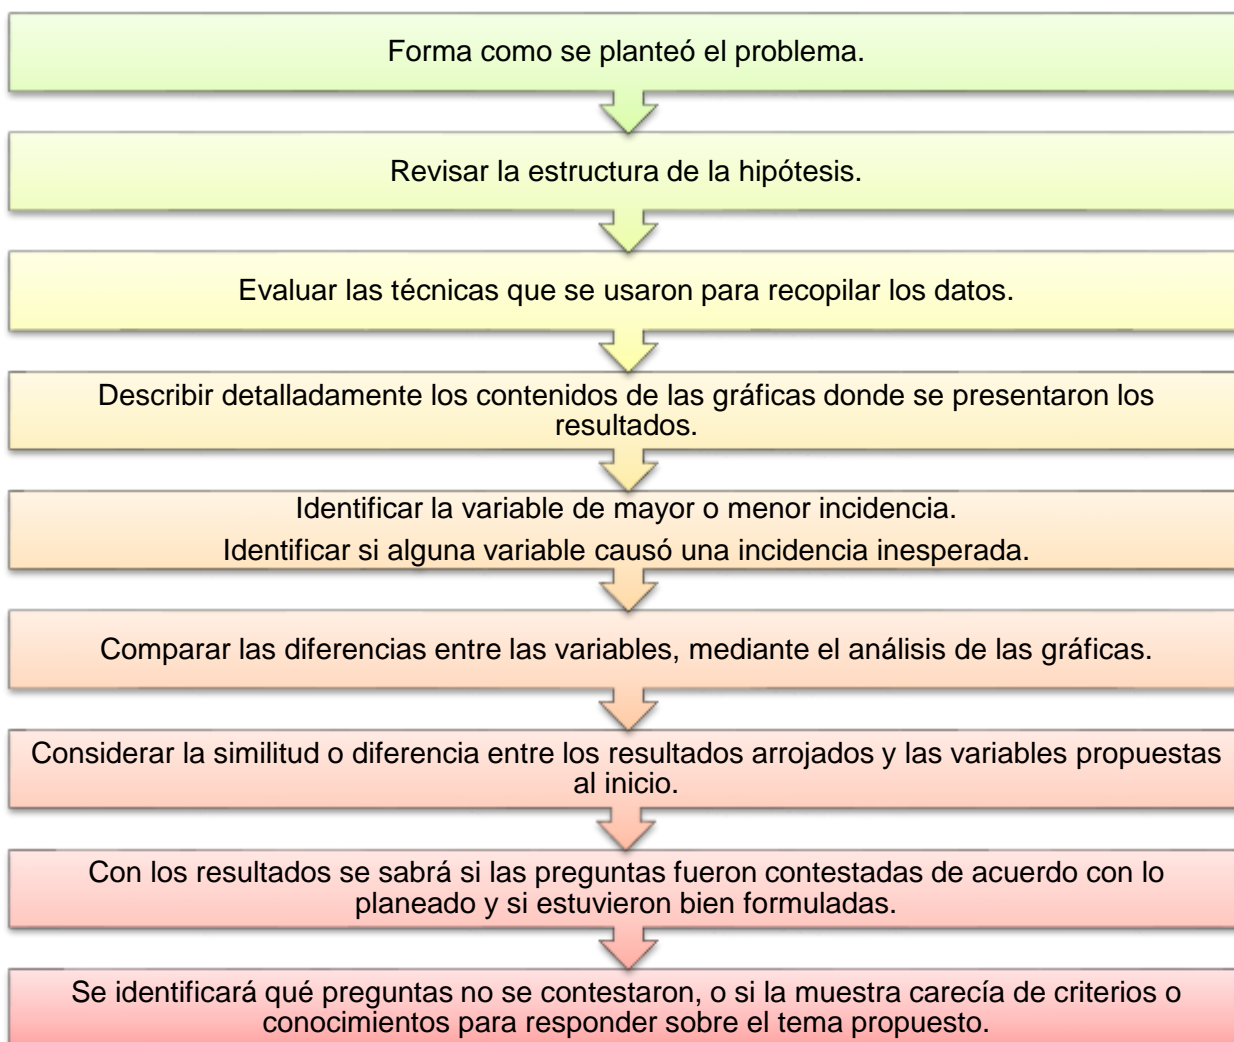 Forma como se planteó el problema.
Revisar la estructura de la hipótesis.
Evaluar las técnicas que se usaron para recopilar los datos.
Describir detalladamente los contenidos de las gráficas donde se presentaron los
resultados.
Identificar la variable de mayor o menor incidencia.
Identificar si alguna variable causó una incidencia inesperada.
Comparar las diferencias entre las variables, mediante el análisis de las gráficas.
Considerar la similitud o diferencia entre los resultados arrojados y las variables propuestas
al inicio.
Con los resultados se sabrá si las preguntas fueron contestadas de acuerdo con lo
planeado y si estuvieron bien formuladas.
Se identificará qué preguntas no se contestaron, o si la muestra carecía de criterios o
conocimientos para responder sobre el tema propuesto.